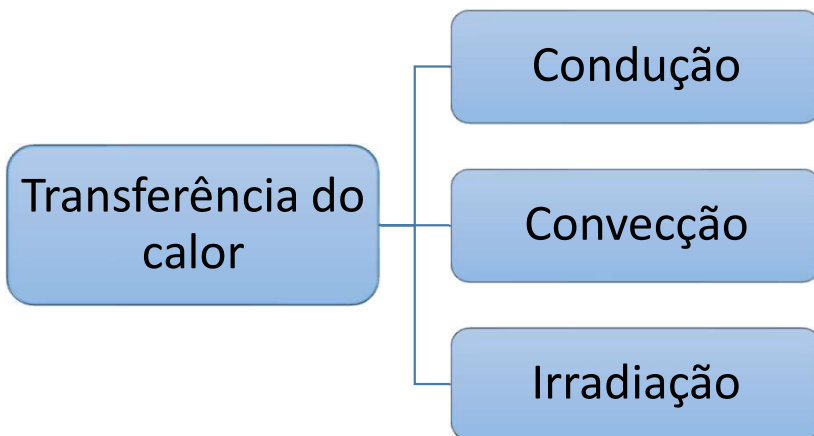 Transferência do
calor
Condução
Convecção
Irradiação